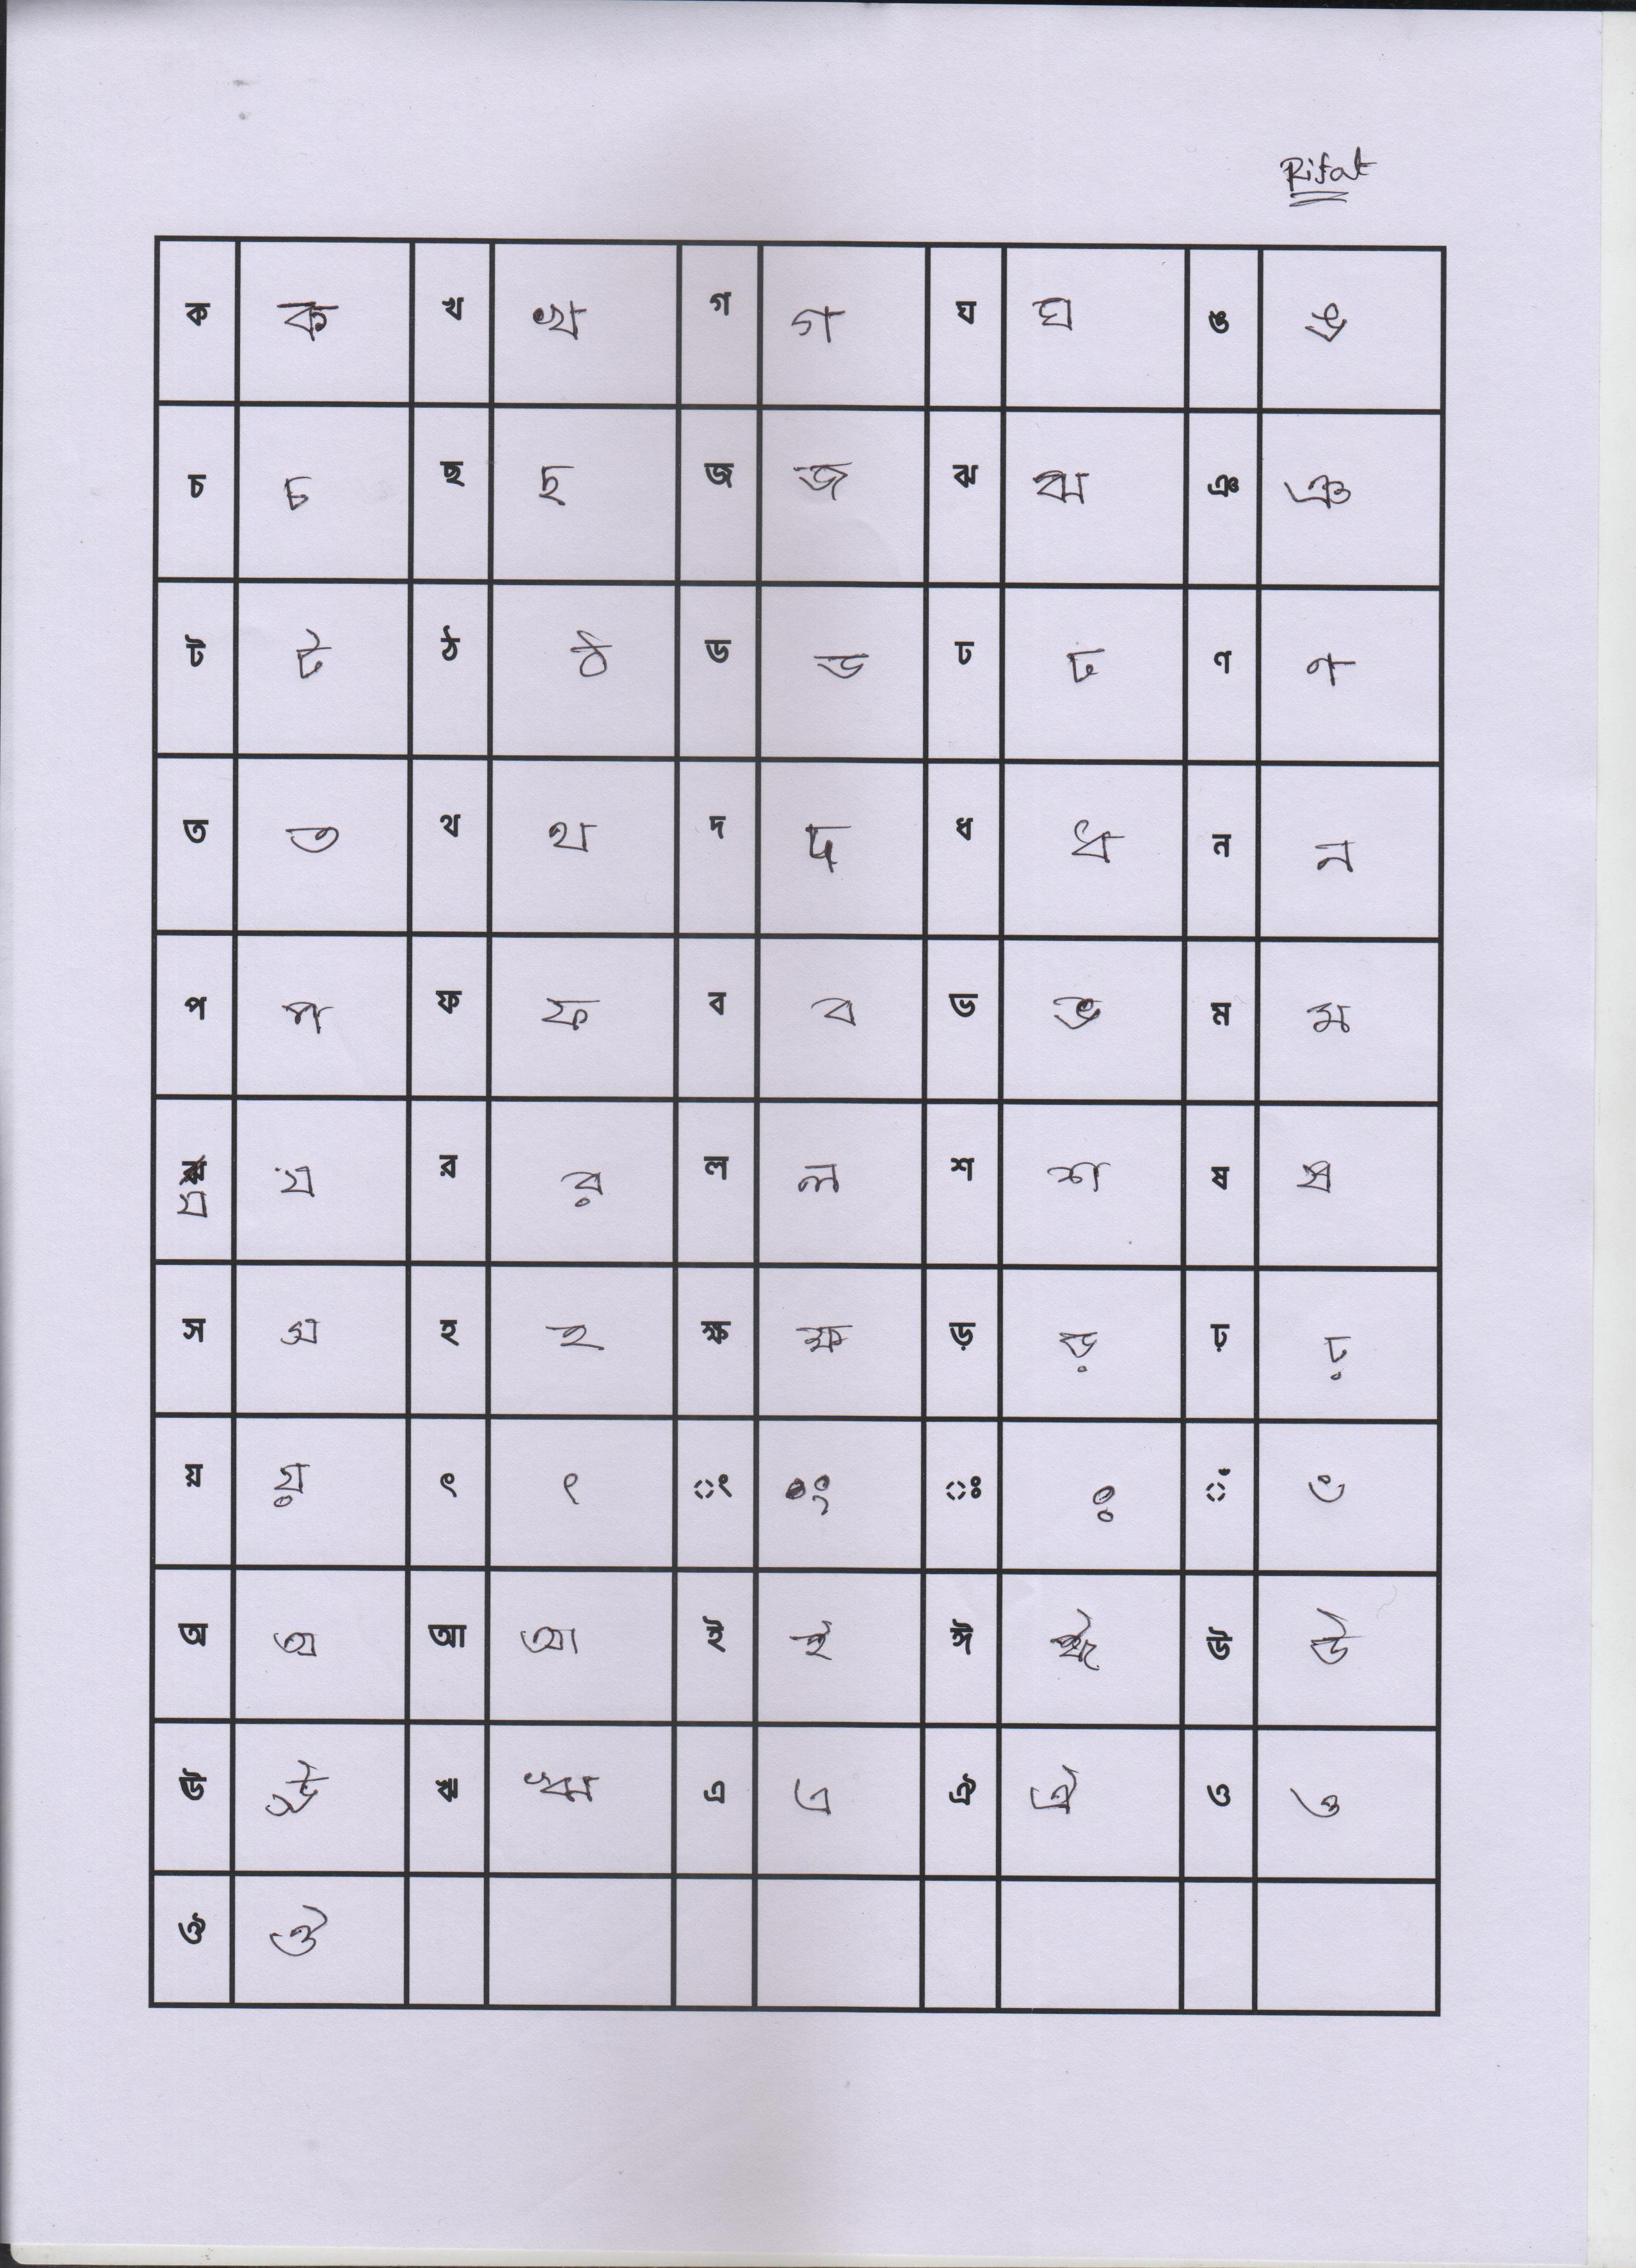 Rifat
ক ক খ খ গ গ ঘ ঘ ঙ ঙ
চ চ ছ ছ জ জ ঝ ঝ ঞ ঞ
ট ট ঠ ঠ ড ড ঢ ঢ ণ ণ
ত ত থ থ দ দ ধ ধ ন ন
প প ফ ফ ব ব ভ ভ ম ম
য য র র ল ল শ শ ষ ষ
স স হ হ ক্ষ ক্ষ ড় ড় ঢ় ঢ়
য় য় ৎ ৎ ং ং ঃ ঃ ঁ ঁ
অ অ আ আ ই ই ঈ ঈ উ উ
ঊ ঊ ঋ ঋ এ এ ঐ ঐ ও ও
ঔ ঔ